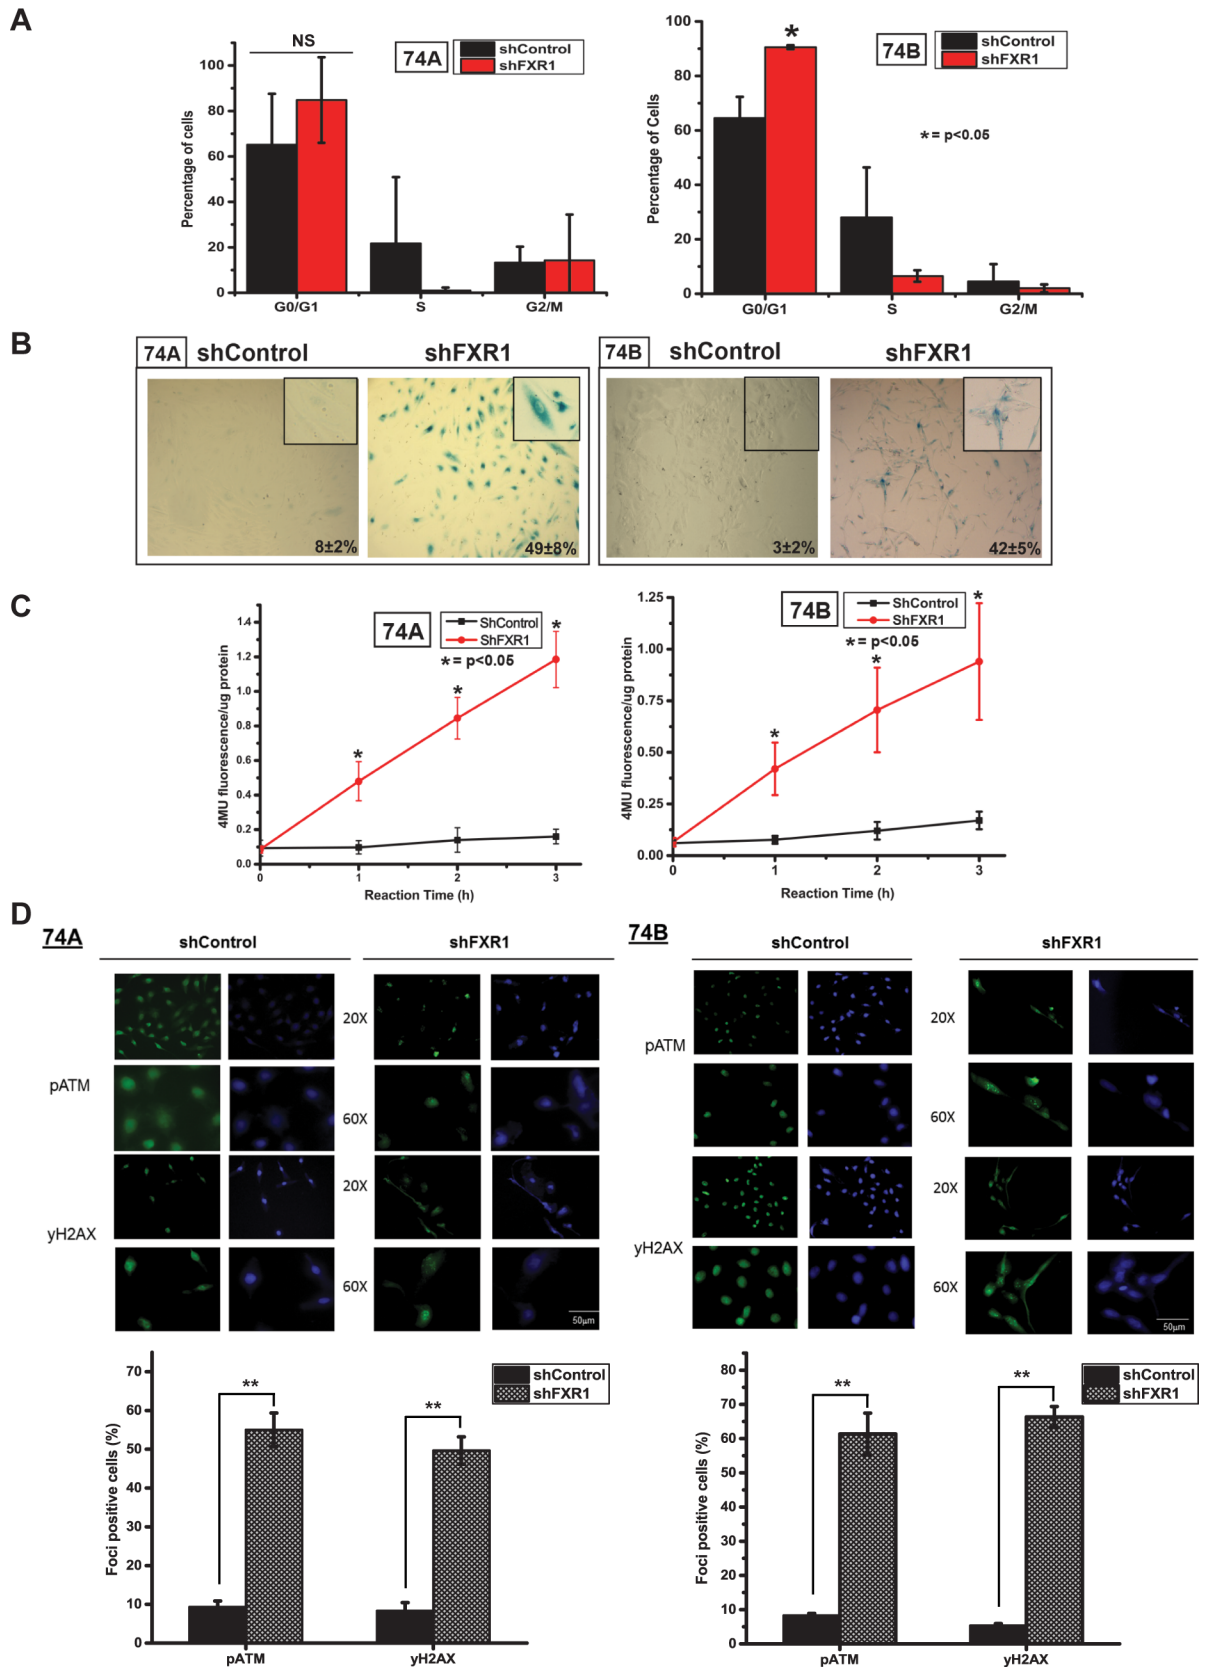 A
NS
74A
shControl
shFXR1
Percentage of cells
100
80
60
40
20
0
G0/G1 S G2/M
74B
shControl
shFXR1
*= p<0.05
*
Percentage of Cells
100
80
60
40
20
0
G0/G1 S G2/M
B
74A shControl shFXR1
8±2% 49±8%
74B shControl shFXR1
3±2% 42±5%
C
74A
ShControl
ShFXR1
*= p<0.05
* * *
4MU fluorescence/ug protein
1.4
1.2
1.0
0.8
0.6
0.4
0.2
0.0
0 1 2 3
Reaction Time (h)
74B
ShControl
ShFXR1
*= p<0.05
* * *
4MU fluorescence/ug protein
1.25
1.00
0.75
0.50
0.25
0.00
0 1 2 3
Reaction Time (h)
D
74A
shControl shFXR1
pATM
20X
60X
yH2AX
20X
60X
50µm
74B
shControl shFXR1
pATM
20X
60X
yH2AX
20X
60X
50µm
shControl
shFXR1
** **
Foci positive cells (%)
70
60
50
40
30
20
10
0
pATM yH2AX
shControl
shFXR1
** **
Foci positive cells (%)
80
70
60
50
40
30
20
10
0
pATM yH2AX